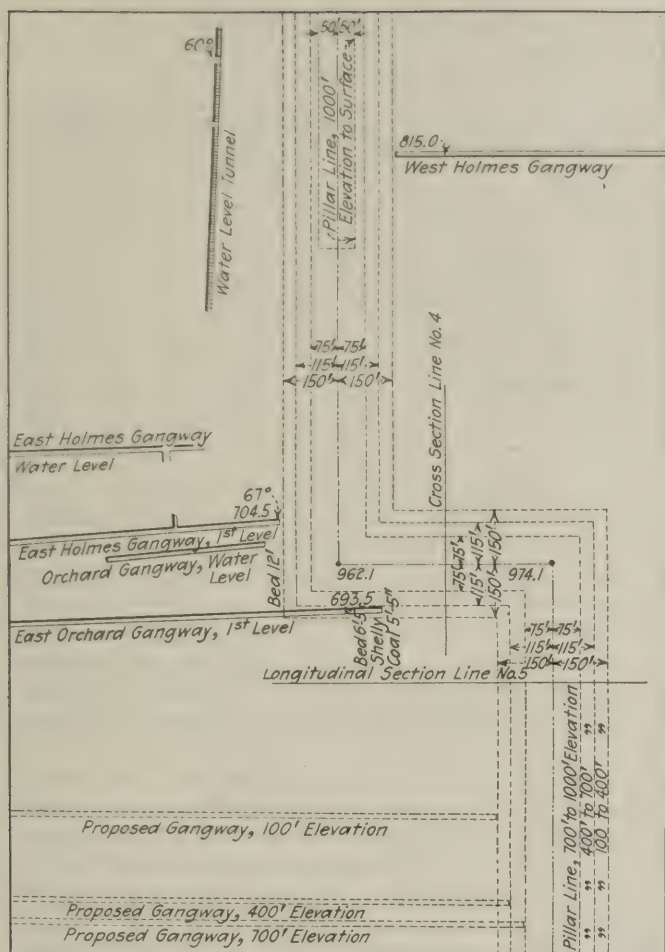 50' 50'
60°
Pillar Line, 1000'
Elevation to Surface
Water Level Tunnel
815.0
West Holmes Gangway
75' 75'
115' 115'
150' 150'
Cross Section Line No. 4
East Holmes Gangway
Water Level
67°
704.5
East Holmes Gangway, 1st Level
Orchard Gangway, Water
Level
Bed 12'
962.1
974.1
75' 75'
115' 115'
150' 150'
693.5
East Orchard Gangway, 1st Level
Bed 6'-5"
Shelly
Coal 5'-5"
75' 75'
115' 115'
150' 150'
Longitudinal Section Line No. 5
Proposed Gangway, 100' Elevation
Proposed Gangway, 400' Elevation
Proposed Gangway, 700' Elevation
Pillar Line, 700' to 1000' Elevation
" " 400' to 700' "
" " 100 to 400' "